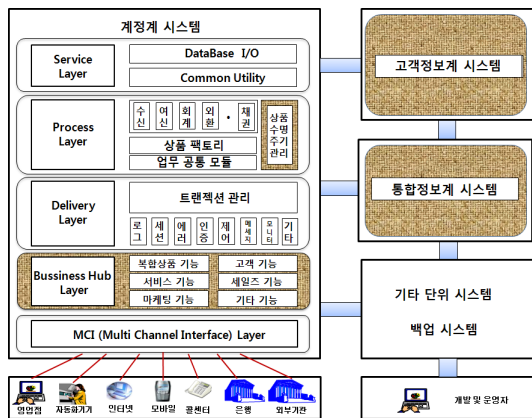 계정계 시스템
Service Layer
DataBase I/O
Common Utility
Process Layer
수신 여신 회계 외환 · 채권
상품 팩토리
업무 공통 모듈
상품 수명 주기 관리
Delivery Layer
트랜젝션 관리
로그 세션 에러 인증 제어 메세지 모니터 기타
Bussiness Hub Layer
복합상품 기능 고객 기능
서비스 기능 세일즈 기능
마케팅 기능 기타 기능
MCI (Multi Channel Interface) Layer
영업점 자동화기기 인터넷 모바일 콜센터 은행 외부기관
고객정보계 시스템
통합정보계 시스템
기타 단위 시스템
백업 시스템
개발 및 운영자